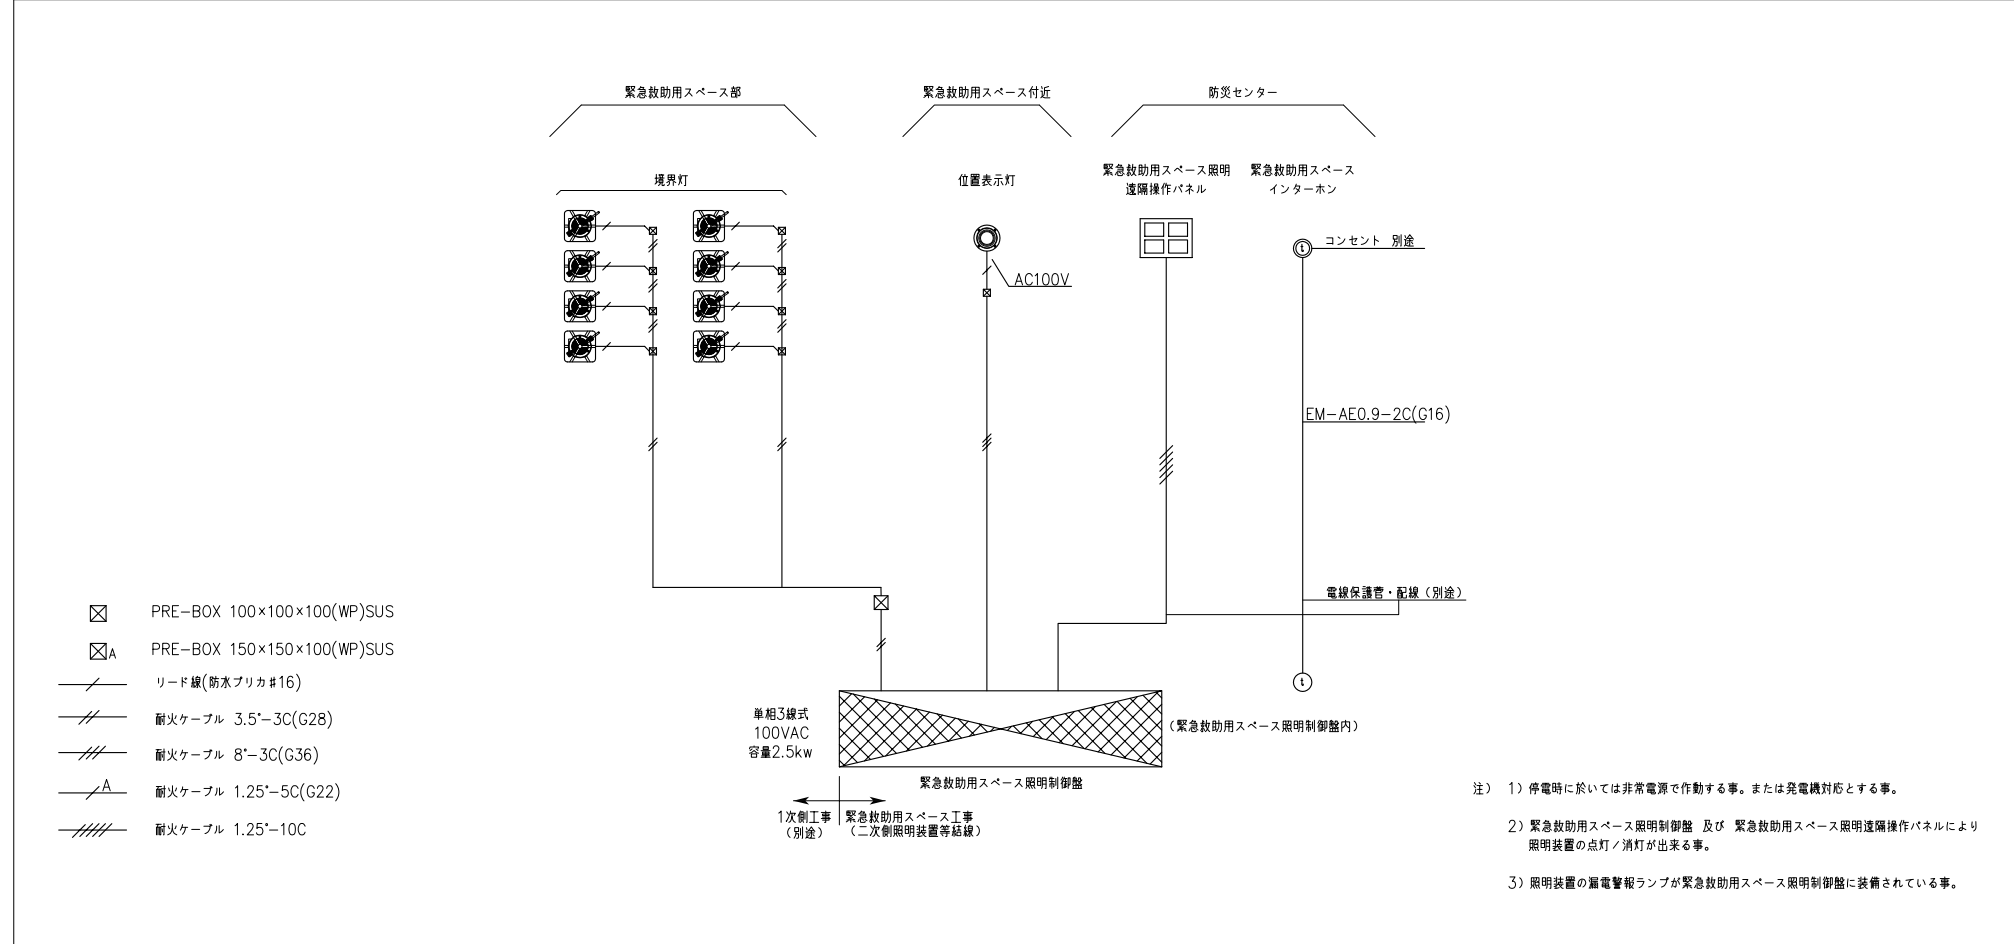 緊急救助用スペース部
緊急救助用スペース付近
防災センター
境界灯
位置表示灯
緊急救助用スペース照明
遠隔操作パネル
緊急救助用スペース
インターホン
t
コンセント 別途
AC100V
EM-AE0.9-2C(G16)
電線保護菅・配線(別途)
t
PRE-BOX 100×100×100(WP)SUS
A
PRE-BOX 150×150×100(WP)SUS
リード線(防水プリカ#16)
耐火ケーブル 3.5°-3C(G28)
耐火ケーブル 8°-3C(G36)
A
耐火ケーブル 1.25°-5C(G22)
耐火ケーブル 1.25°-10C
単相3線式
100VAC
容量2.5kw
(緊急救助用スペース照明制御盤内)
緊急救助用スペース照明制御盤
1次側工事
(別途)
緊急救助用スペース工事
(二次側照明装置等結線)
注) 1)停電時に於いては非常電源で作動する事。または発電機対応とする事。
2)緊急救助用スペース照明制御盤 及び 緊急救助用スペース照明遠隔操作パネルにより
照明装置の点灯/消灯が出来る事。
3)照明装置の漏電警報ランプが緊急救助用スペース照明制御盤に装備されている事。